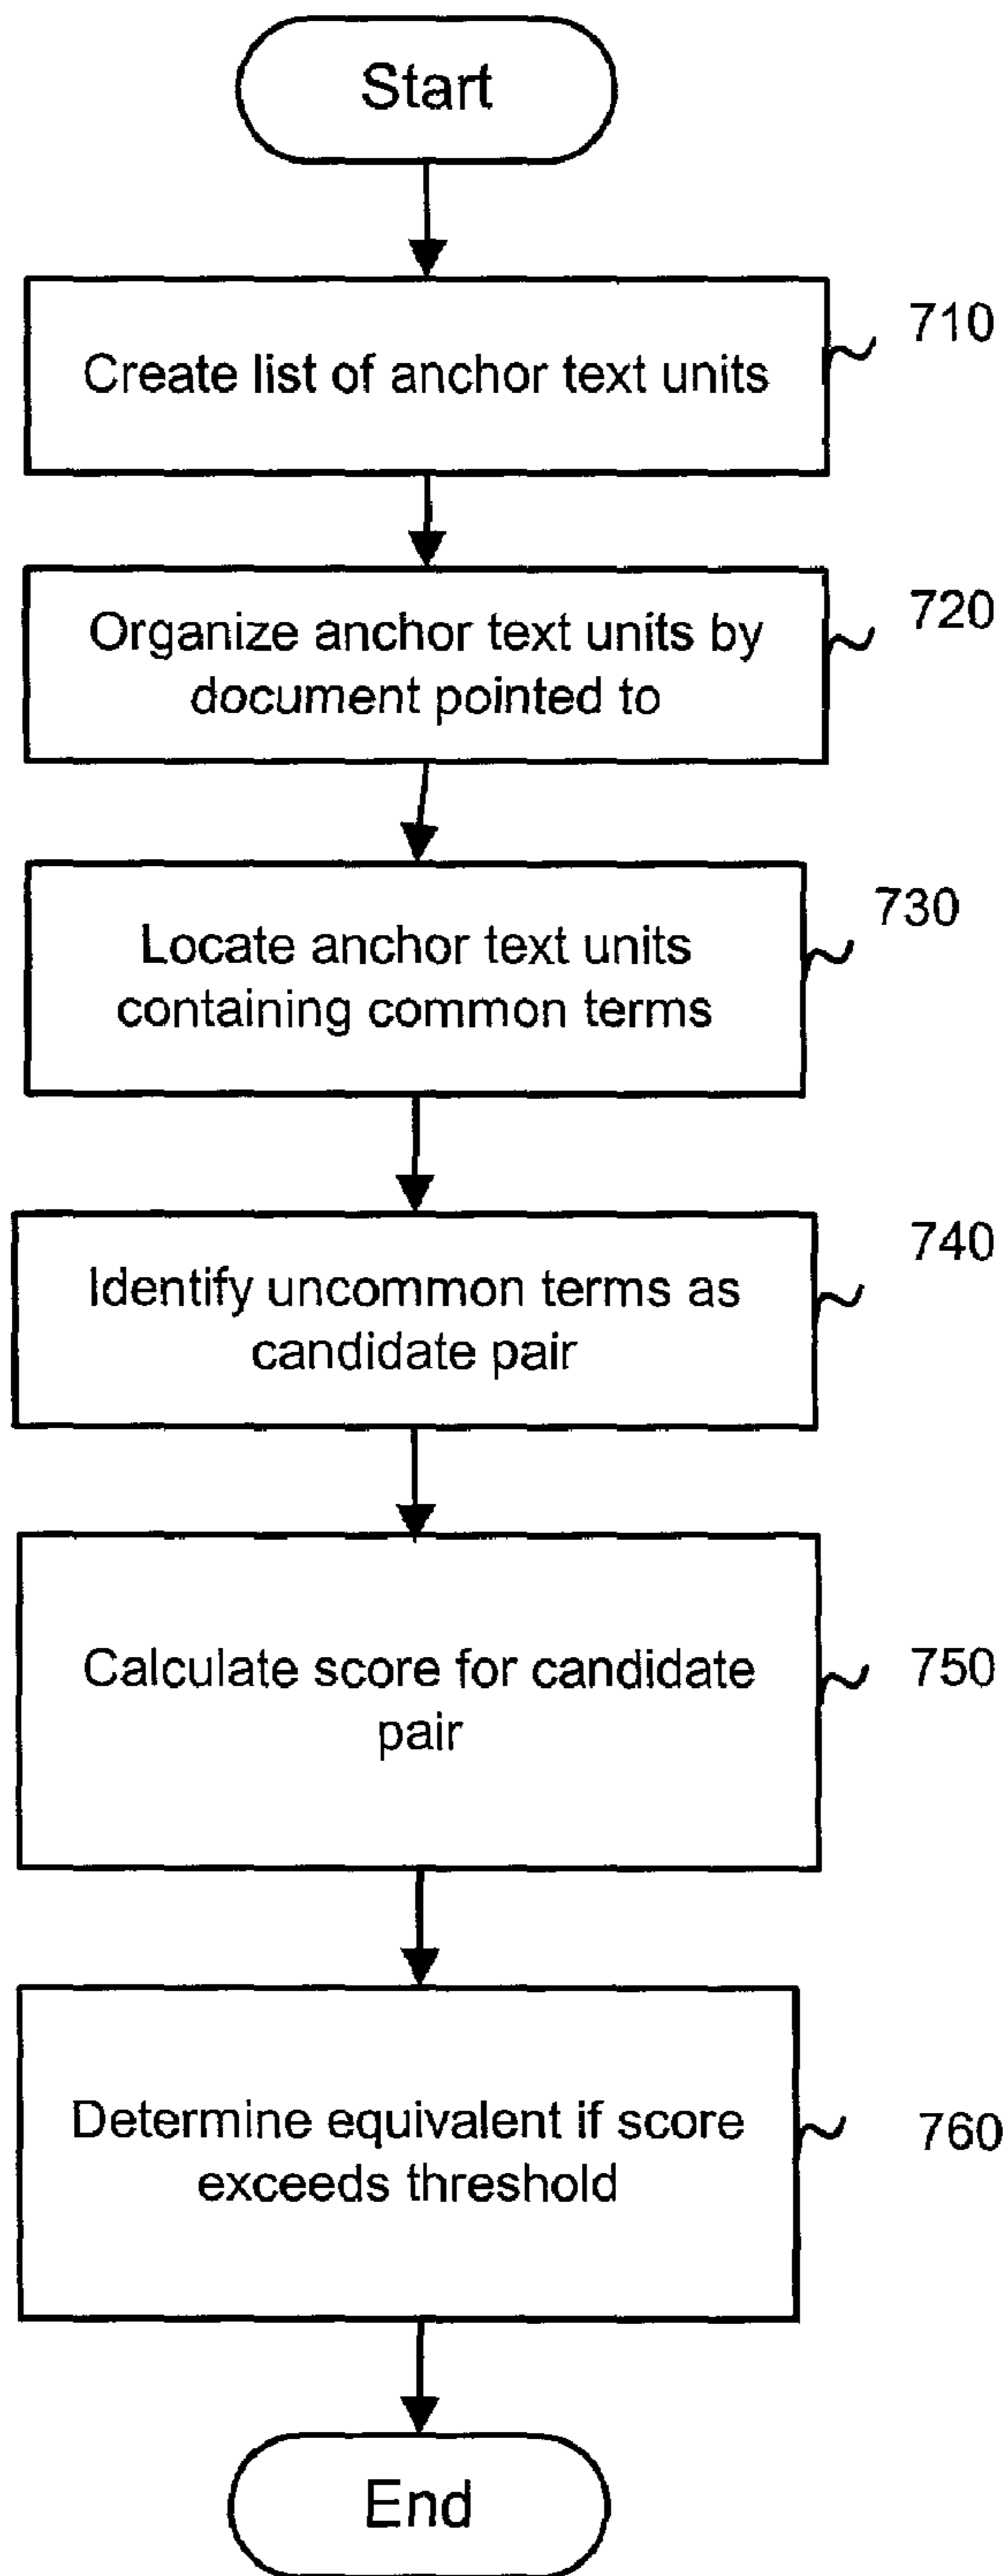 Start
Create list of anchor text units
710
Organize anchor text units by
document pointed to
720
Locate anchor text units
containing common terms
730
Identify uncommon terms as
candidate pair
740
Calculate score for candidate
pair
750
Determine equivalent if score
exceeds threshold
760
End